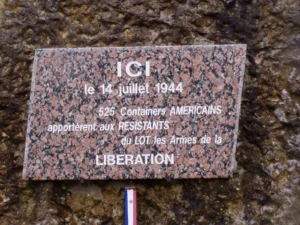 ICI
le 14 juillet 1944
525 Containers AMERICAINS
apportèrent aux RESISTANTS
du LOT les Armes de la
LIBERATION